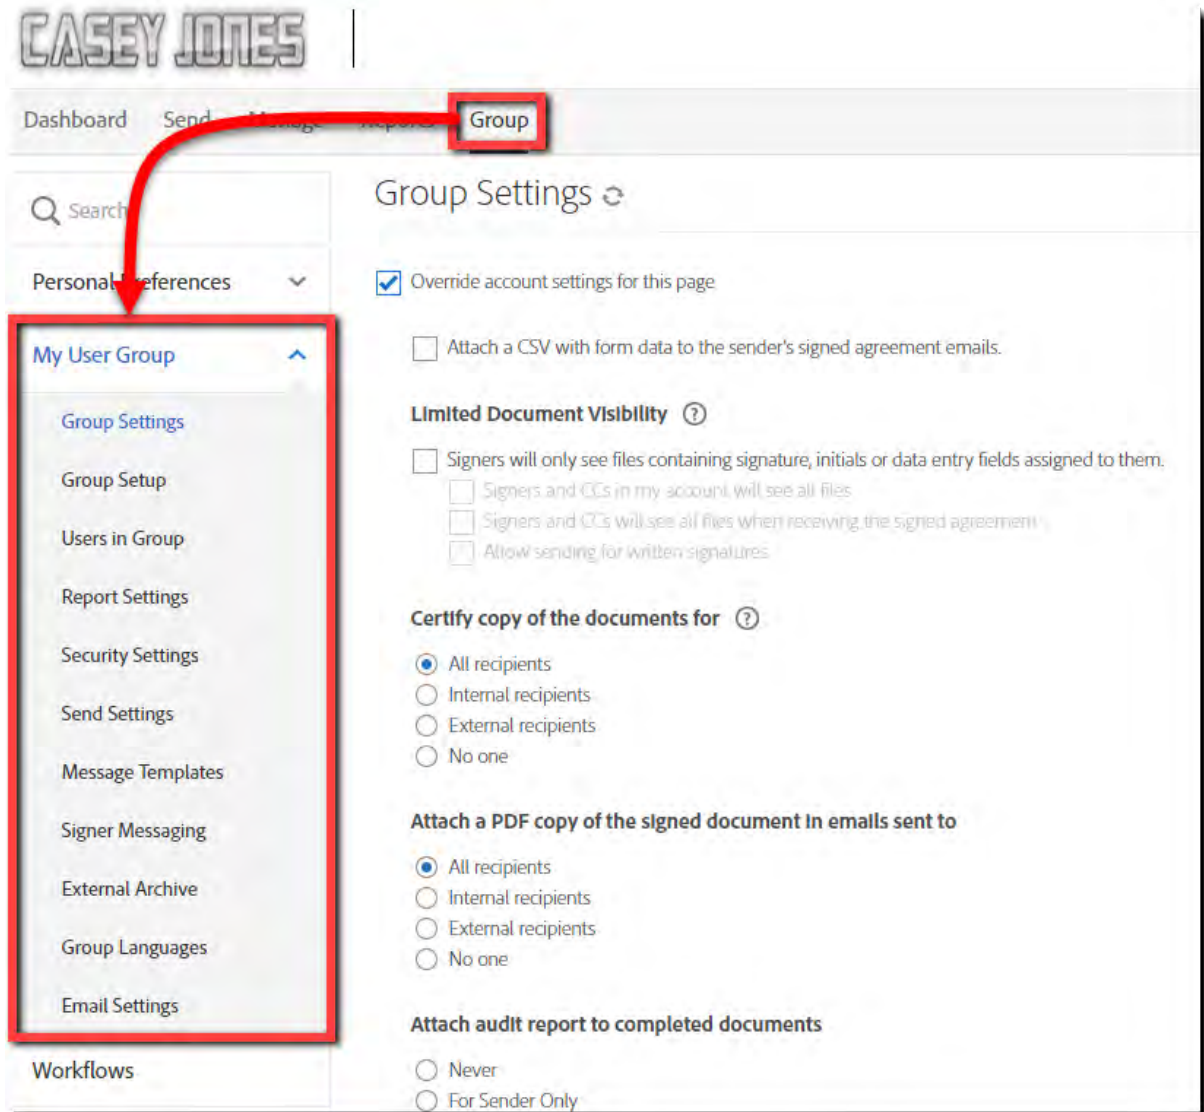 CASEY JONES
Dashboard Send Manage Reports Group
Search
Personal Preferences
My User Group
Group Settings
Group Setup
Users in Group
Report Settings
Security Settings
Send Settings
Message Templates
Signer Messaging
External Archive
Group Languages
Email Settings
Workflows
Group Settings
Override account settings for this page
Attach a CSV with form data to the sender's signed agreement emails.
Limited Document Visibility ?
Signers will only see files containing signature, initials or data entry fields assigned to them.
Signers and CCs in my account will see all files
Signers and CCs will see all files when receiving the signed agreement
Allow sending for written signatures
Certify copy of the documents for ?
All recipients
Internal recipients
External recipients
No one
Attach a PDF copy of the signed document in emails sent to
All recipients
Internal recipients
External recipients
No one
Attach audit report to completed documents
Never
For Sender Only